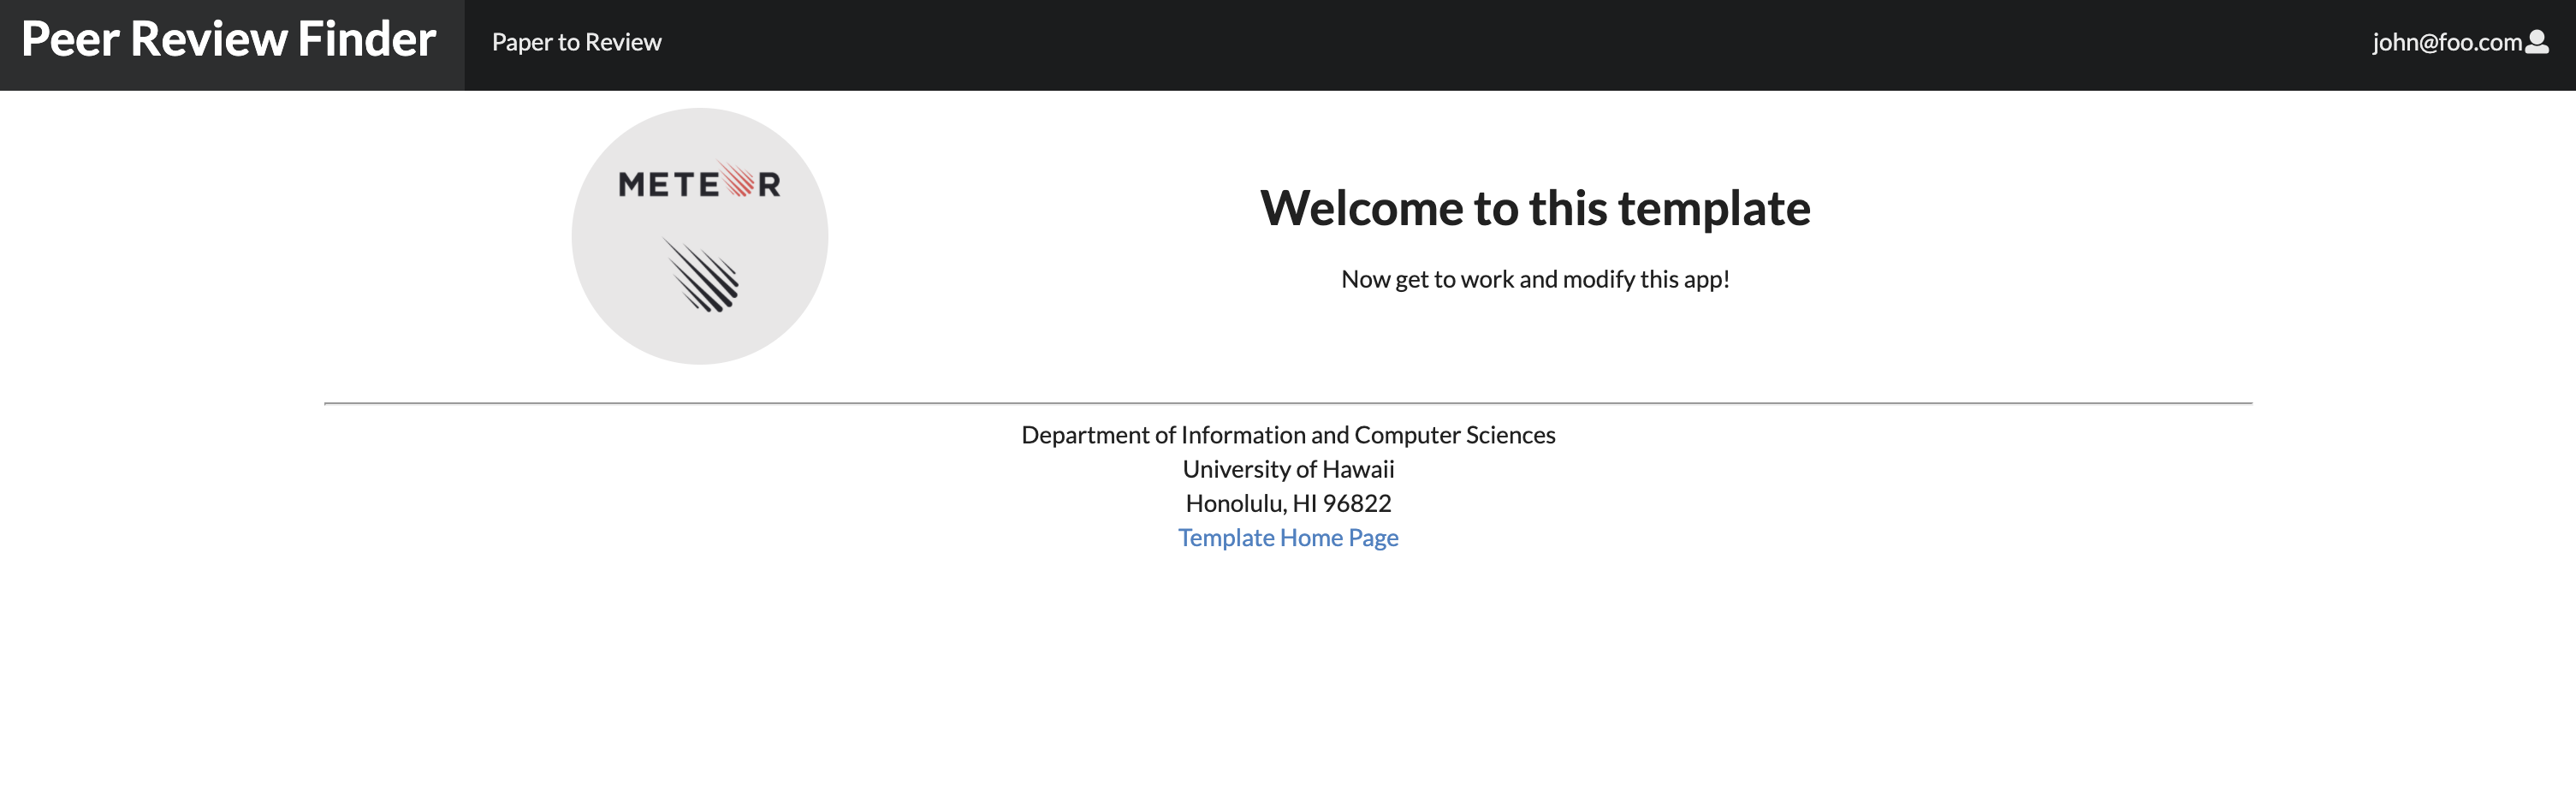 Peer Review Finder
Paper to Review
john@foo.com
METEOR
Welcome to this template
Now get to work and modify this app!
Department of Information and Computer Sciences
University of Hawaii
Honolulu, HI 96822
Template Home Page